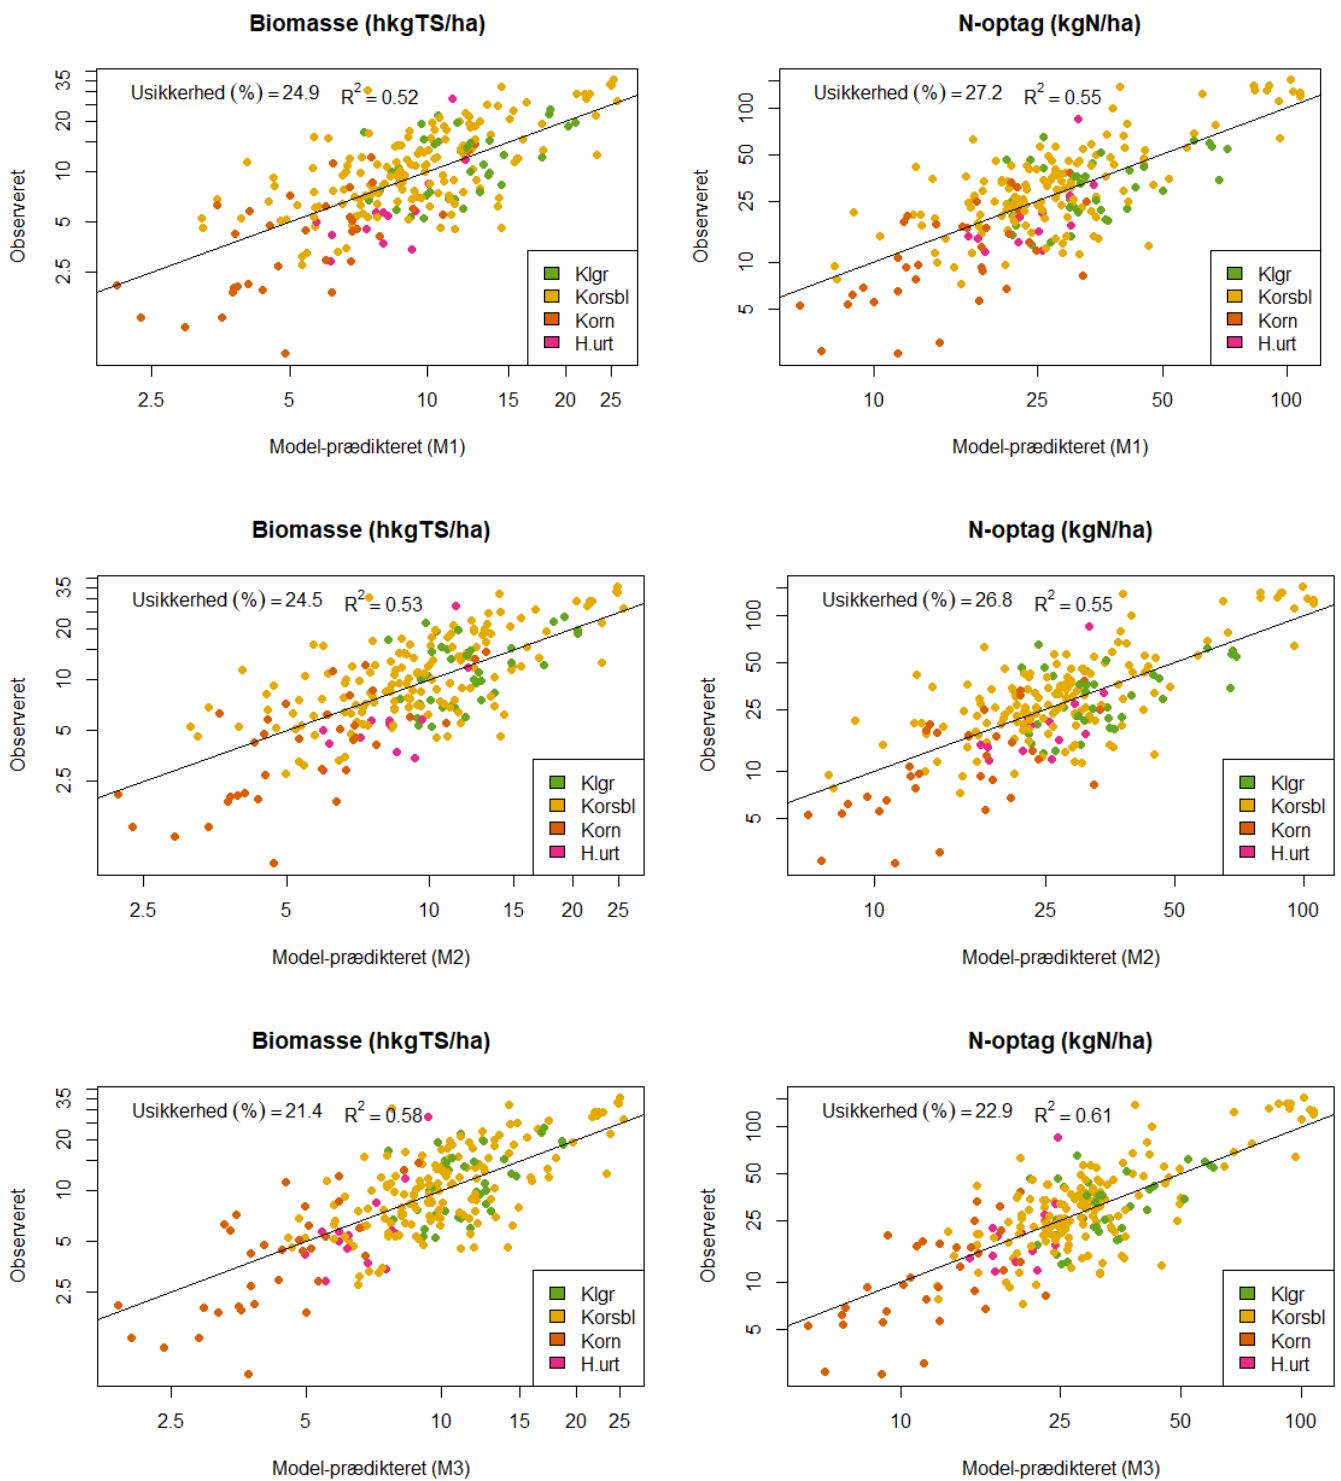 Biomasse (hkgTS/ha)
Usikkerhed (%) = 24.9 R² = 0.52
Observeret
35
20
10
5
2.5
Klgr
Korsbl
Korn
H.urt
2.5 5 10 15 20 25
Model-prædikteret (M1)
N-optag (kgN/ha)
Usikkerhed (%) = 27.2 R² = 0.55
Observeret
100
50
25
10
5
Klgr
Korsbl
Korn
H.urt
10 25 50 100
Model-prædikteret (M1)
Biomasse (hkgTS/ha)
Usikkerhed (%) = 24.5 R² = 0.53
Observeret
35
20
10
5
2.5
Klgr
Korsbl
Korn
H.urt
2.5 5 10 15 20 25
Model-prædikteret (M2)
N-optag (kgN/ha)
Usikkerhed (%) = 26.8 R² = 0.55
Observeret
100
50
25
10
5
Klgr
Korsbl
Korn
H.urt
10 25 50 100
Model-prædikteret (M2)
Biomasse (hkgTS/ha)
Usikkerhed (%) = 21.4 R² = 0.58
Observeret
35
20
10
5
2.5
Klgr
Korsbl
Korn
H.urt
2.5 5 10 15 20 25
Model-prædikteret (M3)
N-optag (kgN/ha)
Usikkerhed (%) = 22.9 R² = 0.61
Observeret
100
50
25
10
5
Klgr
Korsbl
Korn
H.urt
10 25 50 100
Model-prædikteret (M3)